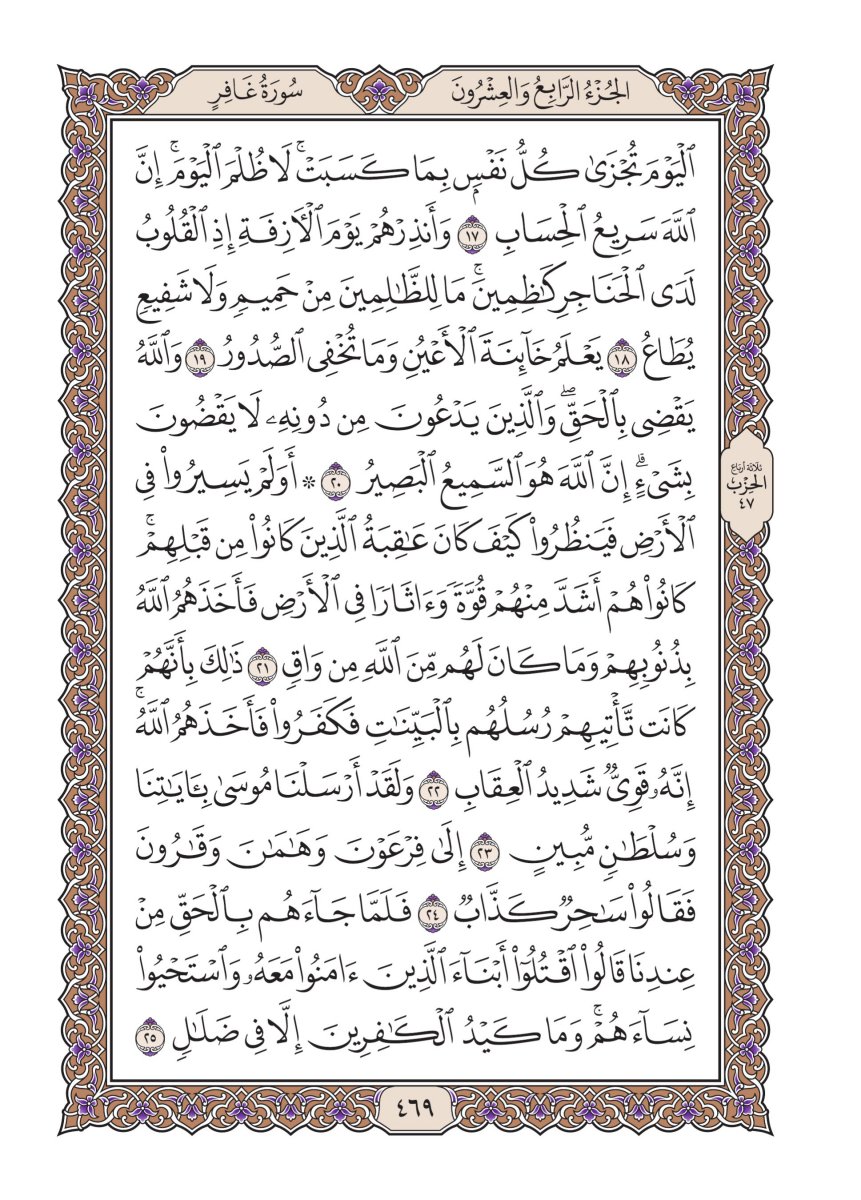 الجُزْءُ الرَّابِعُ وَالعِشْرُونَ
سُورَةُ غَافِرٍ
ٱلۡيَوۡمَ تُجۡزَىٰ كُلُّ نَفۡسِۭ بِمَا كَسَبَتۡۚ لَا ظُلۡمَ ٱلۡيَوۡمَۚ إِنَّ
ٱللَّهَ سَرِيعُ ٱلۡحِسَابِ ١٧ وَأَنذِرۡهُمۡ يَوۡمَ ٱلۡأٓزِفَةِ إِذِ ٱلۡقُلُوبُ
لَدَى ٱلۡحَنَاجِرِ كَٰظِمِينَۚ مَا لِلظَّٰلِمِينَ مِنۡ حَمِيمٖ وَلَا شَفِيعٖ
يُطَاعُ ١٨ يَعۡلَمُ خَآئِنَةَ ٱلۡأَعۡيُنِ وَمَا تُخۡفِي ٱلصُّدُورُ ١٩ وَٱللَّهُ
يَقۡضِي بِٱلۡحَقِّۖ وَٱلَّذِينَ يَدۡعُونَ مِن دُونِهِۦ لَا يَقۡضُونَ
بِشَيۡءٍۗ إِنَّ ٱللَّهَ هُوَ ٱلسَّمِيعُ ٱلۡبَصِيرُ ٢٠ ۞ أَوَلَمۡ يَسِيرُواْ فِي
ٱلۡأَرۡضِ فَيَنظُرُواْ كَيۡفَ كَانَ عَٰقِبَةُ ٱلَّذِينَ كَانُواْ مِن قَبۡلِهِمۡۚ
كَانُواْ هُمۡ أَشَدَّ مِنۡهُمۡ قُوَّةٗ وَءَاثَارٗا فِي ٱلۡأَرۡضِ فَأَخَذَهُمُ ٱللَّهُ
بِذُنُوبِهِمۡ وَمَا كَانَ لَهُم مِّنَ ٱللَّهِ مِن وَاقٖ ٢١ ذَٰلِكَ بِأَنَّهُمۡ
كَانَت تَّأۡتِيهِمۡ رُسُلُهُم بِٱلۡبَيِّنَٰتِ فَكَفَرُواْ فَأَخَذَهُمُ ٱللَّهُۚ
إِنَّهُۥ قَوِيّٞ شَدِيدُ ٱلۡعِقَابِ ٢٢ وَلَقَدۡ أَرۡسَلۡنَا مُوسَىٰ بِـَٔايَٰتِنَا
وَسُلۡطَٰنٖ مُّبِينٍ ٢٣ إِلَىٰ فِرۡعَوۡنَ وَهَٰمَٰنَ وَقَٰرُونَ
فَقَالُواْ سَٰحِرٞ كَذَّابٞ ٢٤ فَلَمَّا جَآءَهُم بِٱلۡحَقِّ مِنۡ
عِندِنَا قَالُواْ ٱقۡتُلُوٓاْ أَبۡنَآءَ ٱلَّذِينَ ءَامَنُواْ مَعَهُۥ وَٱسۡتَحۡيُواْ
نِسَآءَهُمۡۚ وَمَا كَيۡدُ ٱلۡكَٰفِرِينَ إِلَّا فِي ضَلَٰلٖ ٢٥
ثلاثة أرباع
الحِزْب
٤٧
٤٦٩